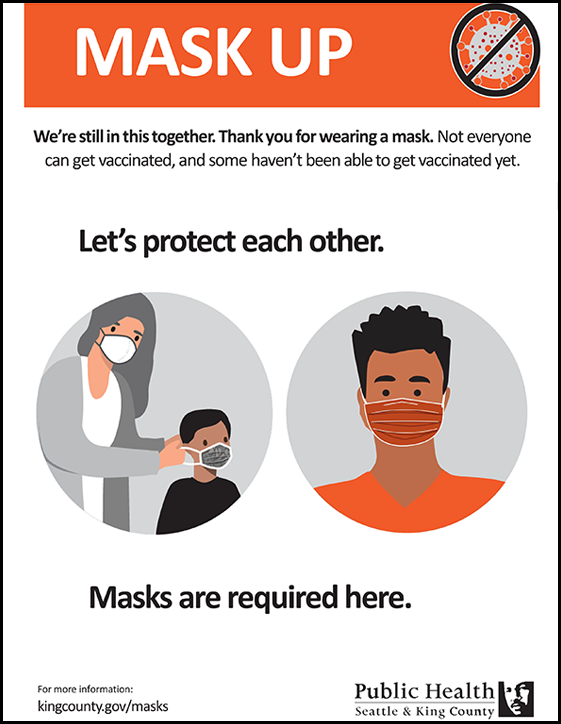 MASK UP
We’re still in this together. Thank you for wearing a mask. Not everyone
can get vaccinated, and some haven’t been able to get vaccinated yet.
Let’s protect each other.
Masks are required here.
For more information:
kingcounty.gov/masks
Public Health
Seattle & King County